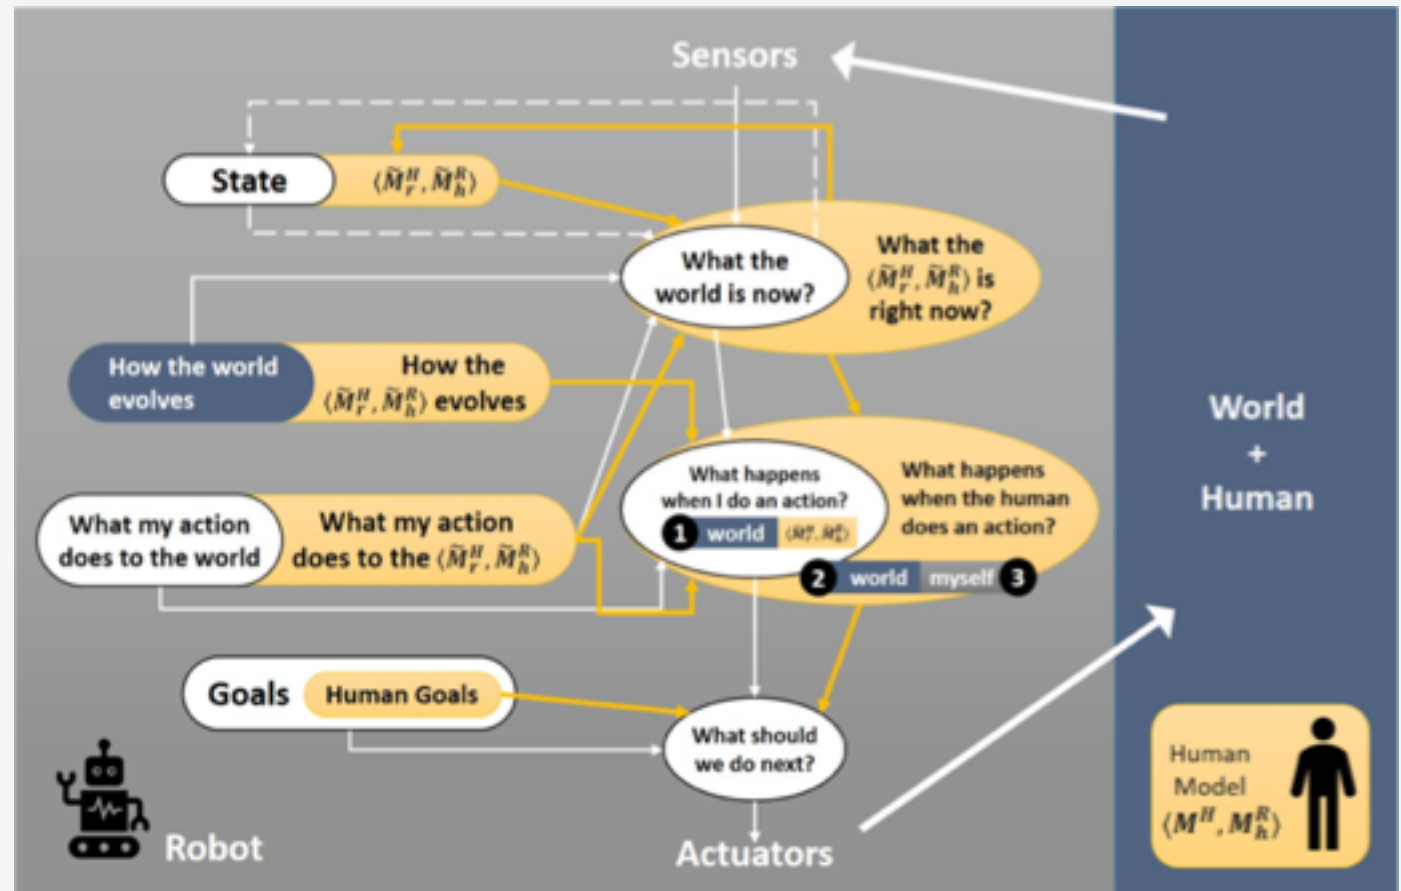 Sensors
State
⟨M̃ᴴᵣ, M̃ᴿₕ⟩
What the
world is now?
What the
⟨M̃ᴴᵣ, M̃ᴿₕ⟩ is
right now?
How the world
evolves
How the
⟨M̃ᴴᵣ, M̃ᴿₕ⟩ evolves
What happens
when I do an action?
1 world ⟨M̃ᴴᵣ, M̃ᴿₕ⟩
What happens
when the human
does an action?
2 world myself 3
What my action
does to the world
What my action
does to the ⟨M̃ᴴᵣ, M̃ᴿₕ⟩
Goals Human Goals
What should
we do next?
Actuators
Robot
World
+
Human
Human
Model
⟨Mᴴ, Mᴿₕ⟩